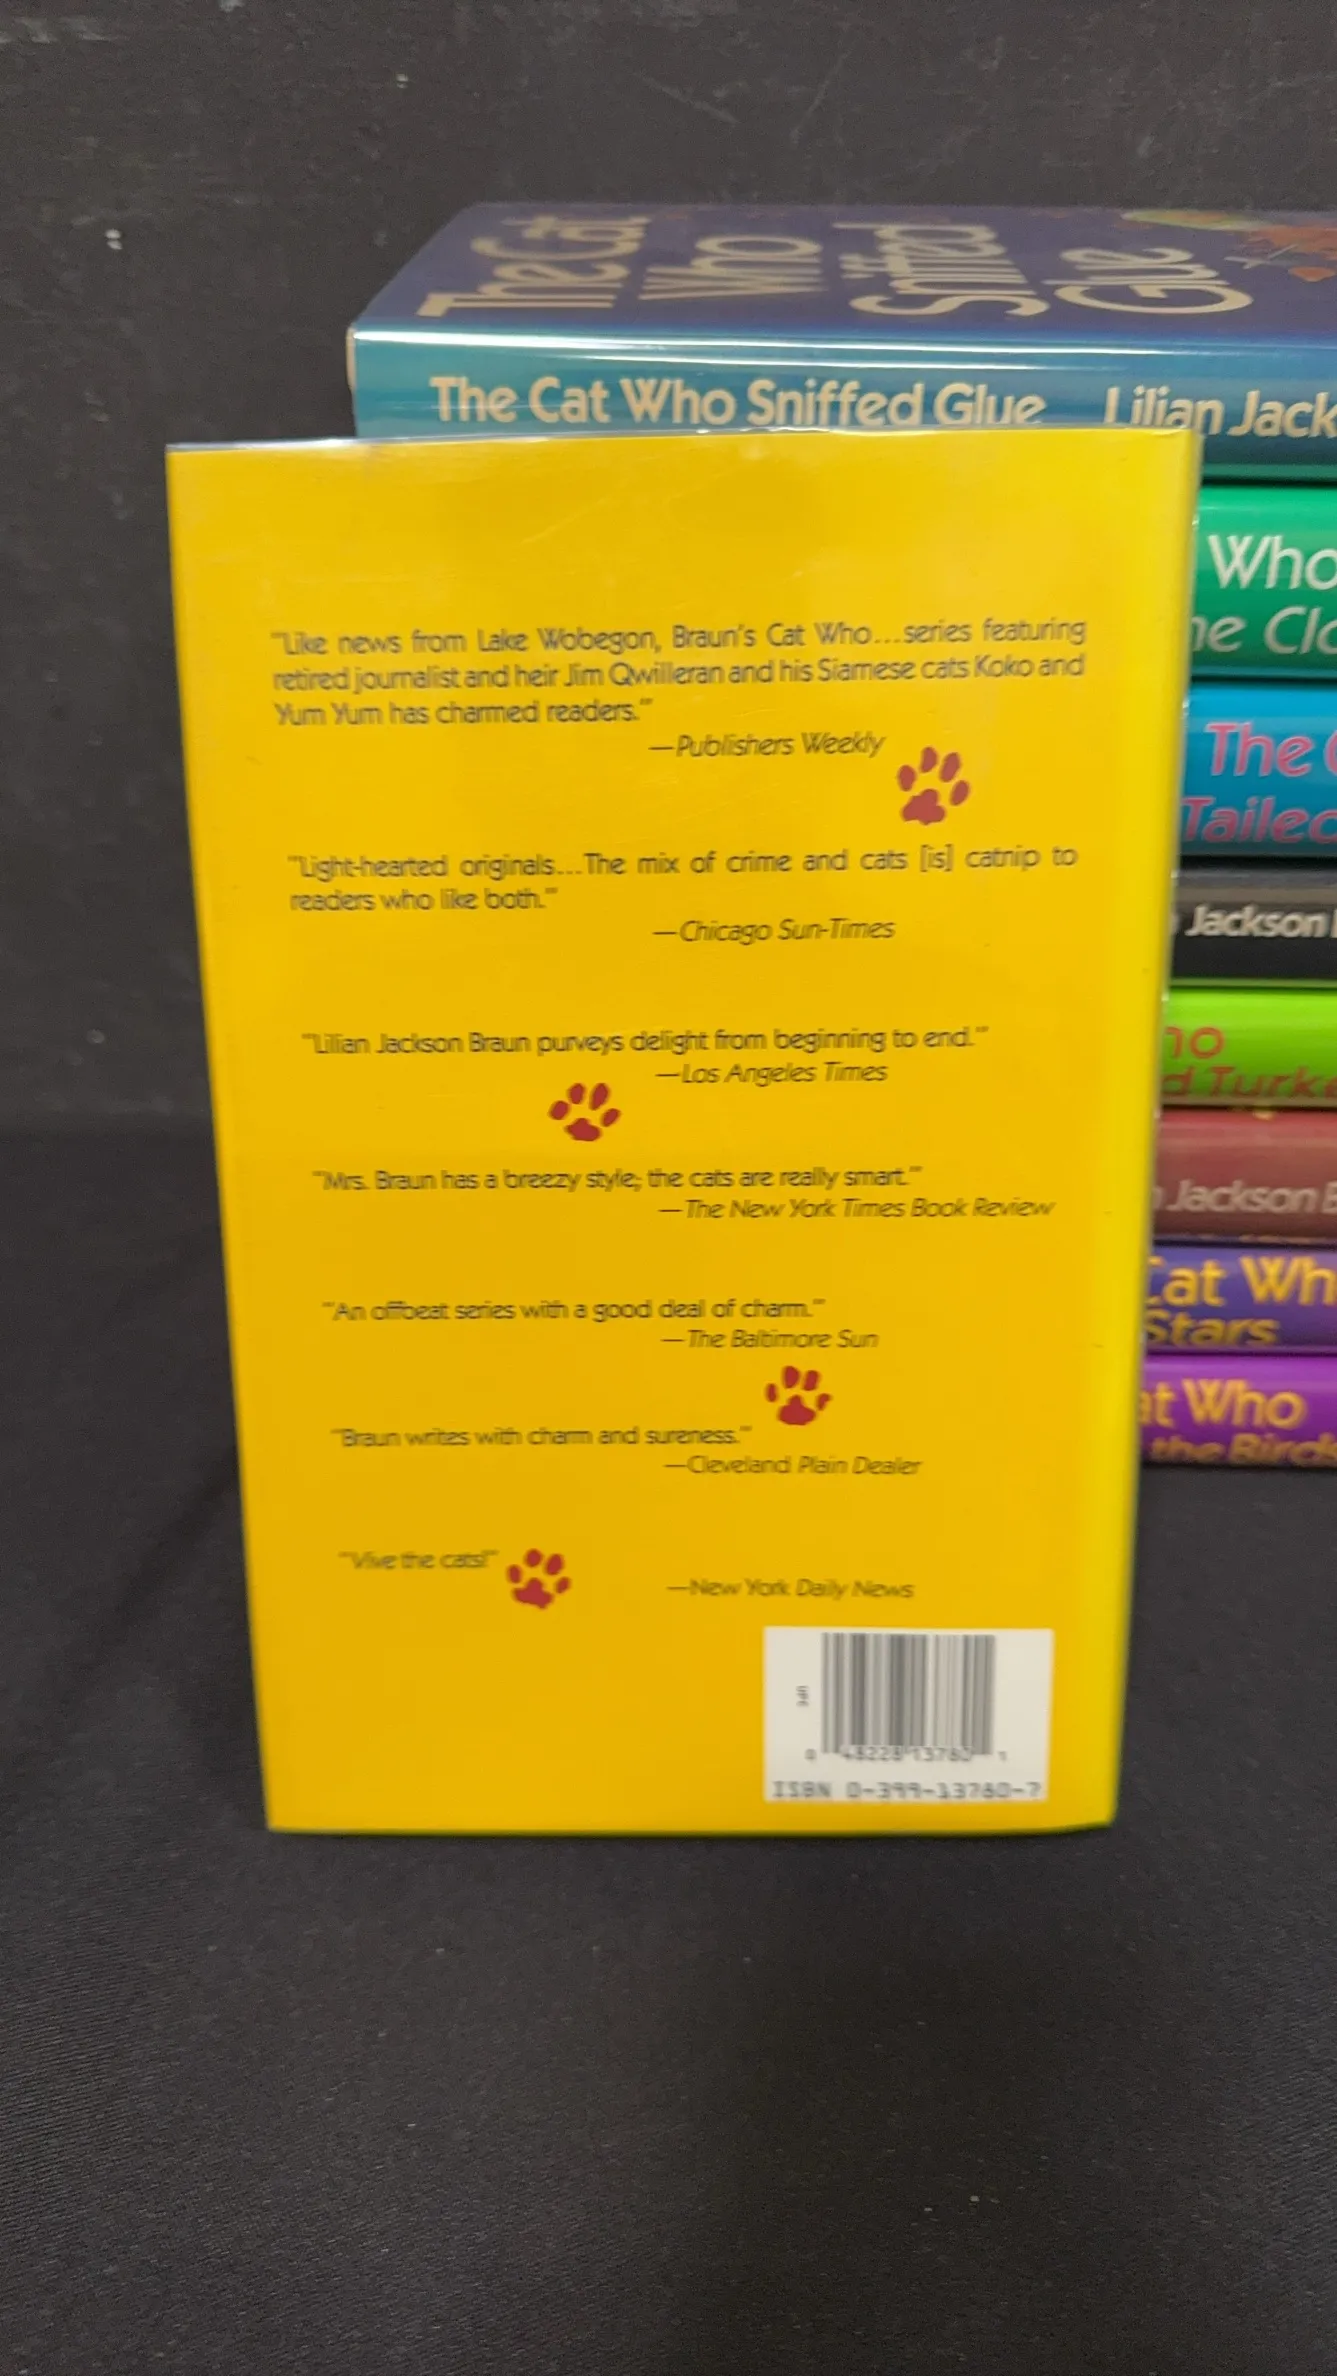 The Cat
Who
Sniffed
Glue
The Cat Who Sniffed Glue Lilian Jack
Who
he Clo
The C
Tailed
Jackson
no
d Turke
Jackson B
Cat Wh
Stars
at Who
the Birds
"Like news from Lake Wobegon, Braun's Cat Who...series featuring
retired journalist and heir Jim Qwilleran and his Siamese cats Koko and
Yum Yum has charmed readers."
—Publishers Weekly
"Light-hearted originals...The mix of crime and cats [is] catnip to
readers who like both."
—Chicago Sun-Times
"Lilian Jackson Braun purveys delight from beginning to end."
—Los Angeles Times
"Mrs. Braun has a breezy style; the cats are really smart."
—The New York Times Book Review
"An offbeat series with a good deal of charm."
—The Baltimore Sun
"Braun writes with charm and sureness."
—Cleveland Plain Dealer
"Vive the cats!"
—New York Daily News
0 48228 13760 1
ISBN 0-399-13760-7